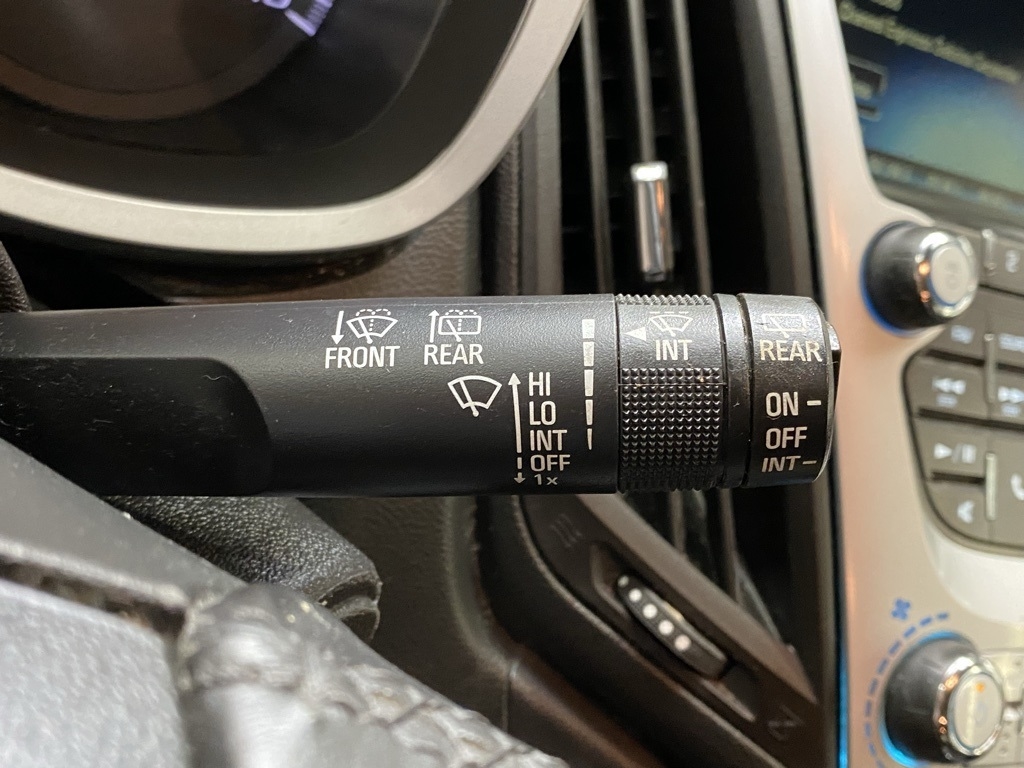 FRONT
REAR
HI
LO
INT
OFF
1x
INT
REAR
ON
OFF
INT